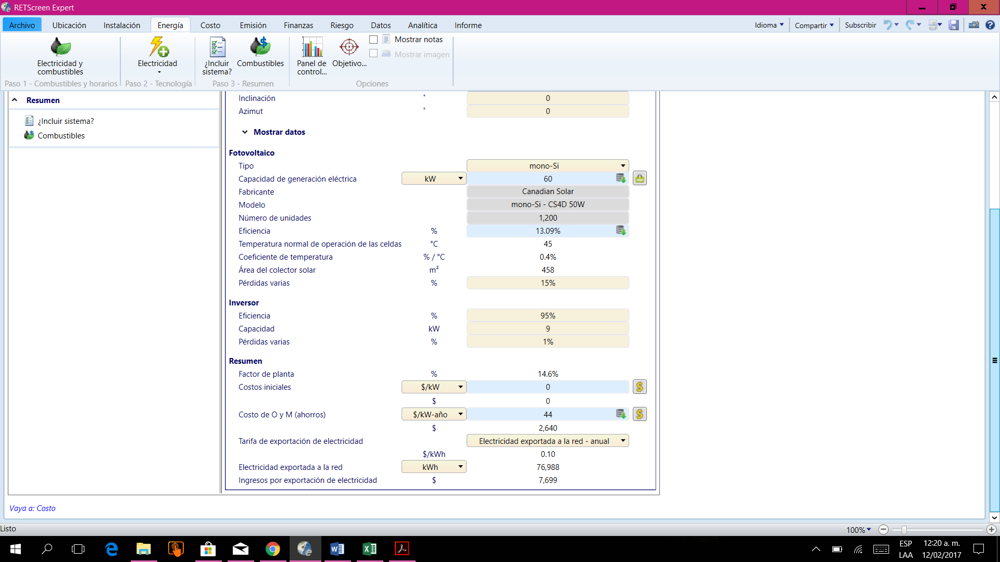 RETScreen Expert
Archivo Ubicación Instalación Energía Costo Emisión Finanzas Riesgo Datos Analítica Informe Idioma Compartir Subscribir
Electricidad y combustibles
Electricidad
¿Incluir sistema?
Combustibles
Panel de control...
Objetivo...
Mostrar notas
Mostrar imagen
Paso 1 - Combustibles y horarios Paso 2 - Tecnología Paso 3 - Resumen Opciones
Resumen
¿Incluir sistema?
Combustibles
Inclinación ° 0
Azimut ° 0
Mostrar datos
Fotovoltaico
Tipo mono-Si
Capacidad de generación eléctrica kW 60
Fabricante Canadian Solar
Modelo mono-Si - CS4D 50W
Número de unidades 1,200
Eficiencia % 13.09%
Temperatura normal de operación de las celdas °C 45
Coeficiente de temperatura % / °C 0.4%
Área del colector solar m² 458
Pérdidas varias % 15%
Inversor
Eficiencia % 95%
Capacidad kW 9
Pérdidas varias % 1%
Resumen
Factor de planta % 14.6%
Costos iniciales $/kW 0
$ 0
Costo de O y M (ahorros) $/kW-año 44
$ 2,640
Tarifa de exportación de electricidad Electricidad exportada a la red - anual
$/kWh 0.10
Electricidad exportada a la red kWh 76,988
Ingresos por exportación de electricidad $ 7,699
Vaya a: Costo
Listo
100%
ESP 12:20 a. m.
LAA 12/02/2017